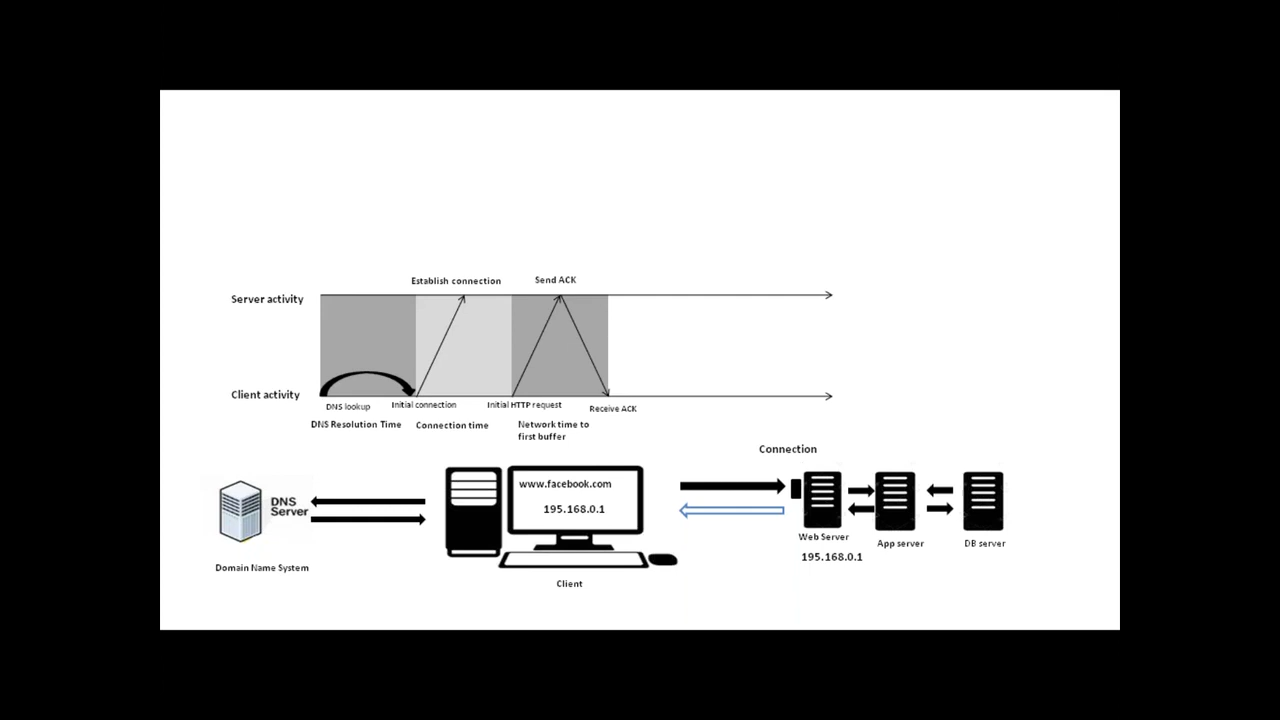 Establish connection
Send ACK
Server activity
Client activity
DNS lookup
Initial connection
Initial HTTP request
Receive ACK
DNS Resolution Time
Connection time
Network time to
first buffer
Connection
www.facebook.com
195.168.0.1
DNS
Server
Domain Name System
Client
Web Server
195.168.0.1
App server
DB server